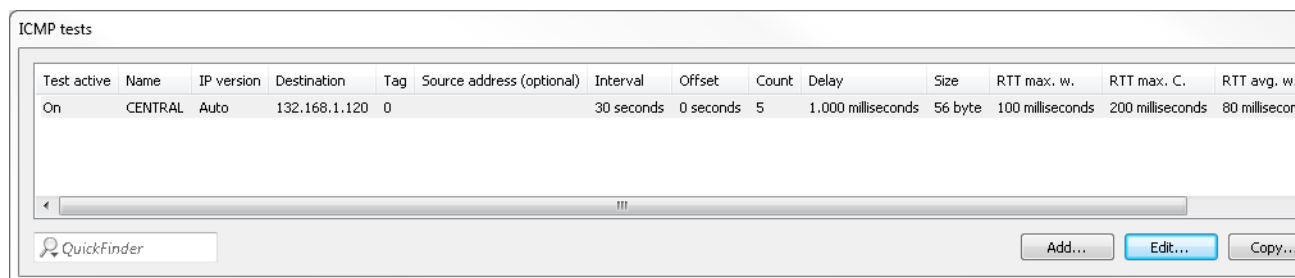 ICMP tests
Test active Name IP version Destination Tag Source address (optional) Interval Offset Count Delay Size RTT max. w. RTT max. C. RTT avg. w.
On CENTRAL Auto 132.168.1.120 0 30 seconds 0 seconds 5 1.000 milliseconds 56 byte 100 milliseconds 200 milliseconds 80
QuickFinder Add... Edit... Copy...